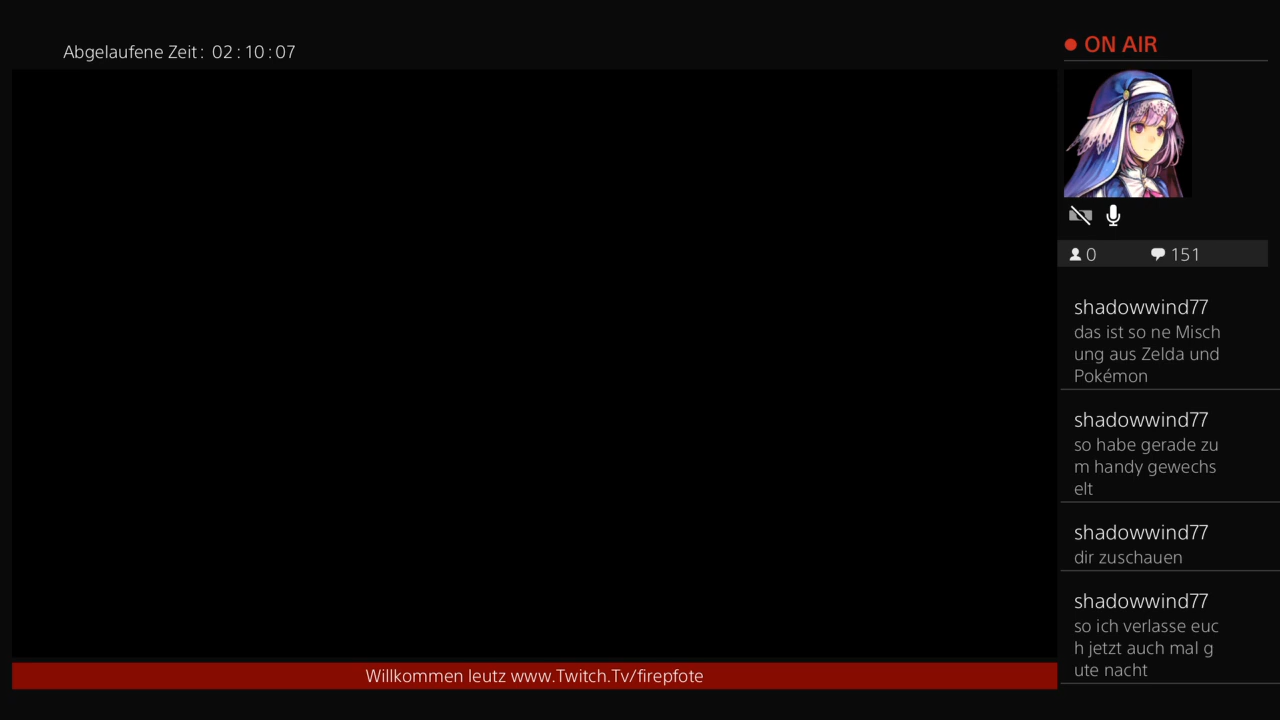 Abgelaufene Zeit: 02:10:07
ON AIR
0
151
shadowwind77
das ist so ne Misch
ung aus Zelda und
Pokémon
shadowwind77
so habe gerade zu
m handy gewechs
elt
shadowwind77
dir zuschauen
shadowwind77
so ich verlasse euc
h jetzt auch mal g
ute nacht
Willkommen leutz www.Twitch.Tv/firepfote